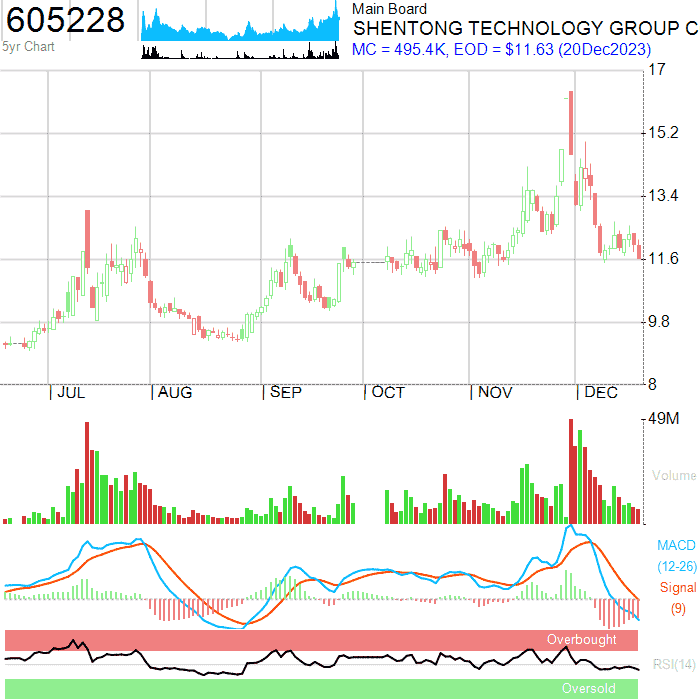 605228
5yr Chart
Main Board
SHENTONG TECHNOLOGY GROUP C
MC = 495.4K, EOD = $11.63 (20Dec2023)
17
15.2
13.4
11.6
9.8
8
JUL
AUG
SEP
OCT
NOV
DEC
49M
Volume
MACD
(12-26)
Signal
(9)
Overbought
RSI(14)
Oversold